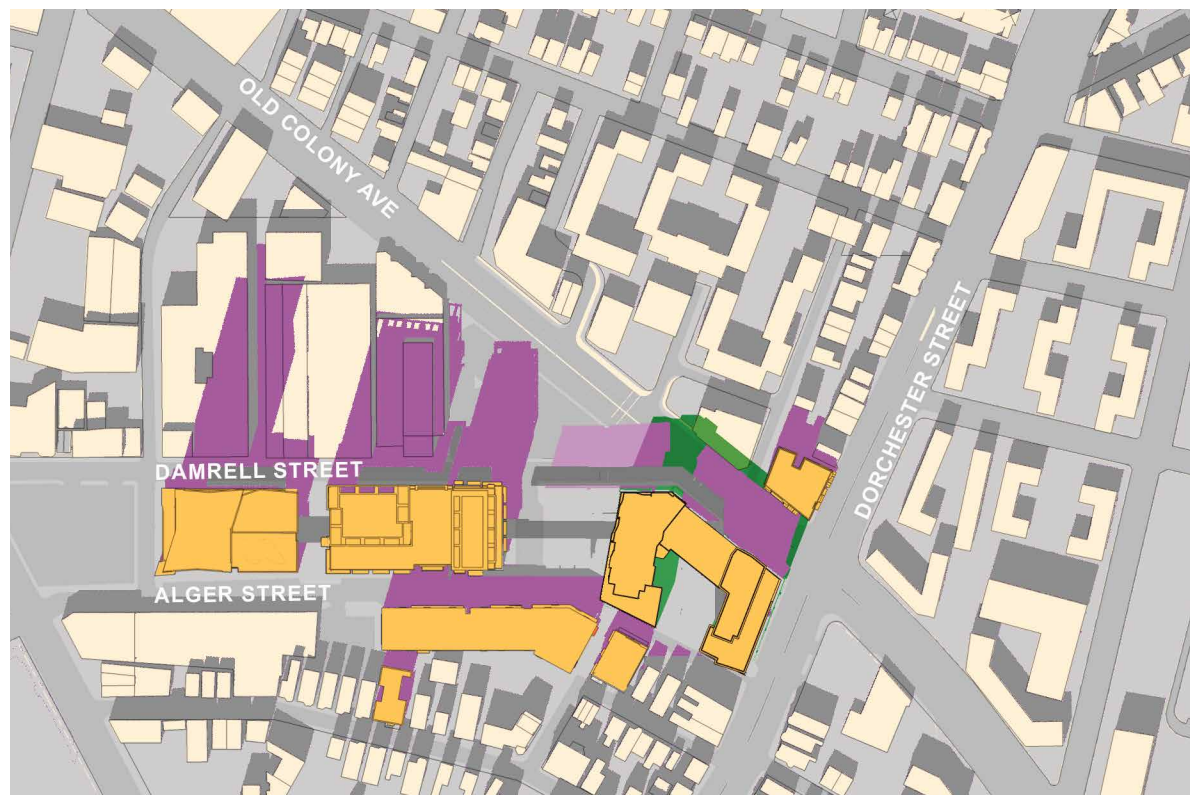 OLD COLONY AVE
DORCHESTER STREET
DAMRELL STREET
ALGER STREET